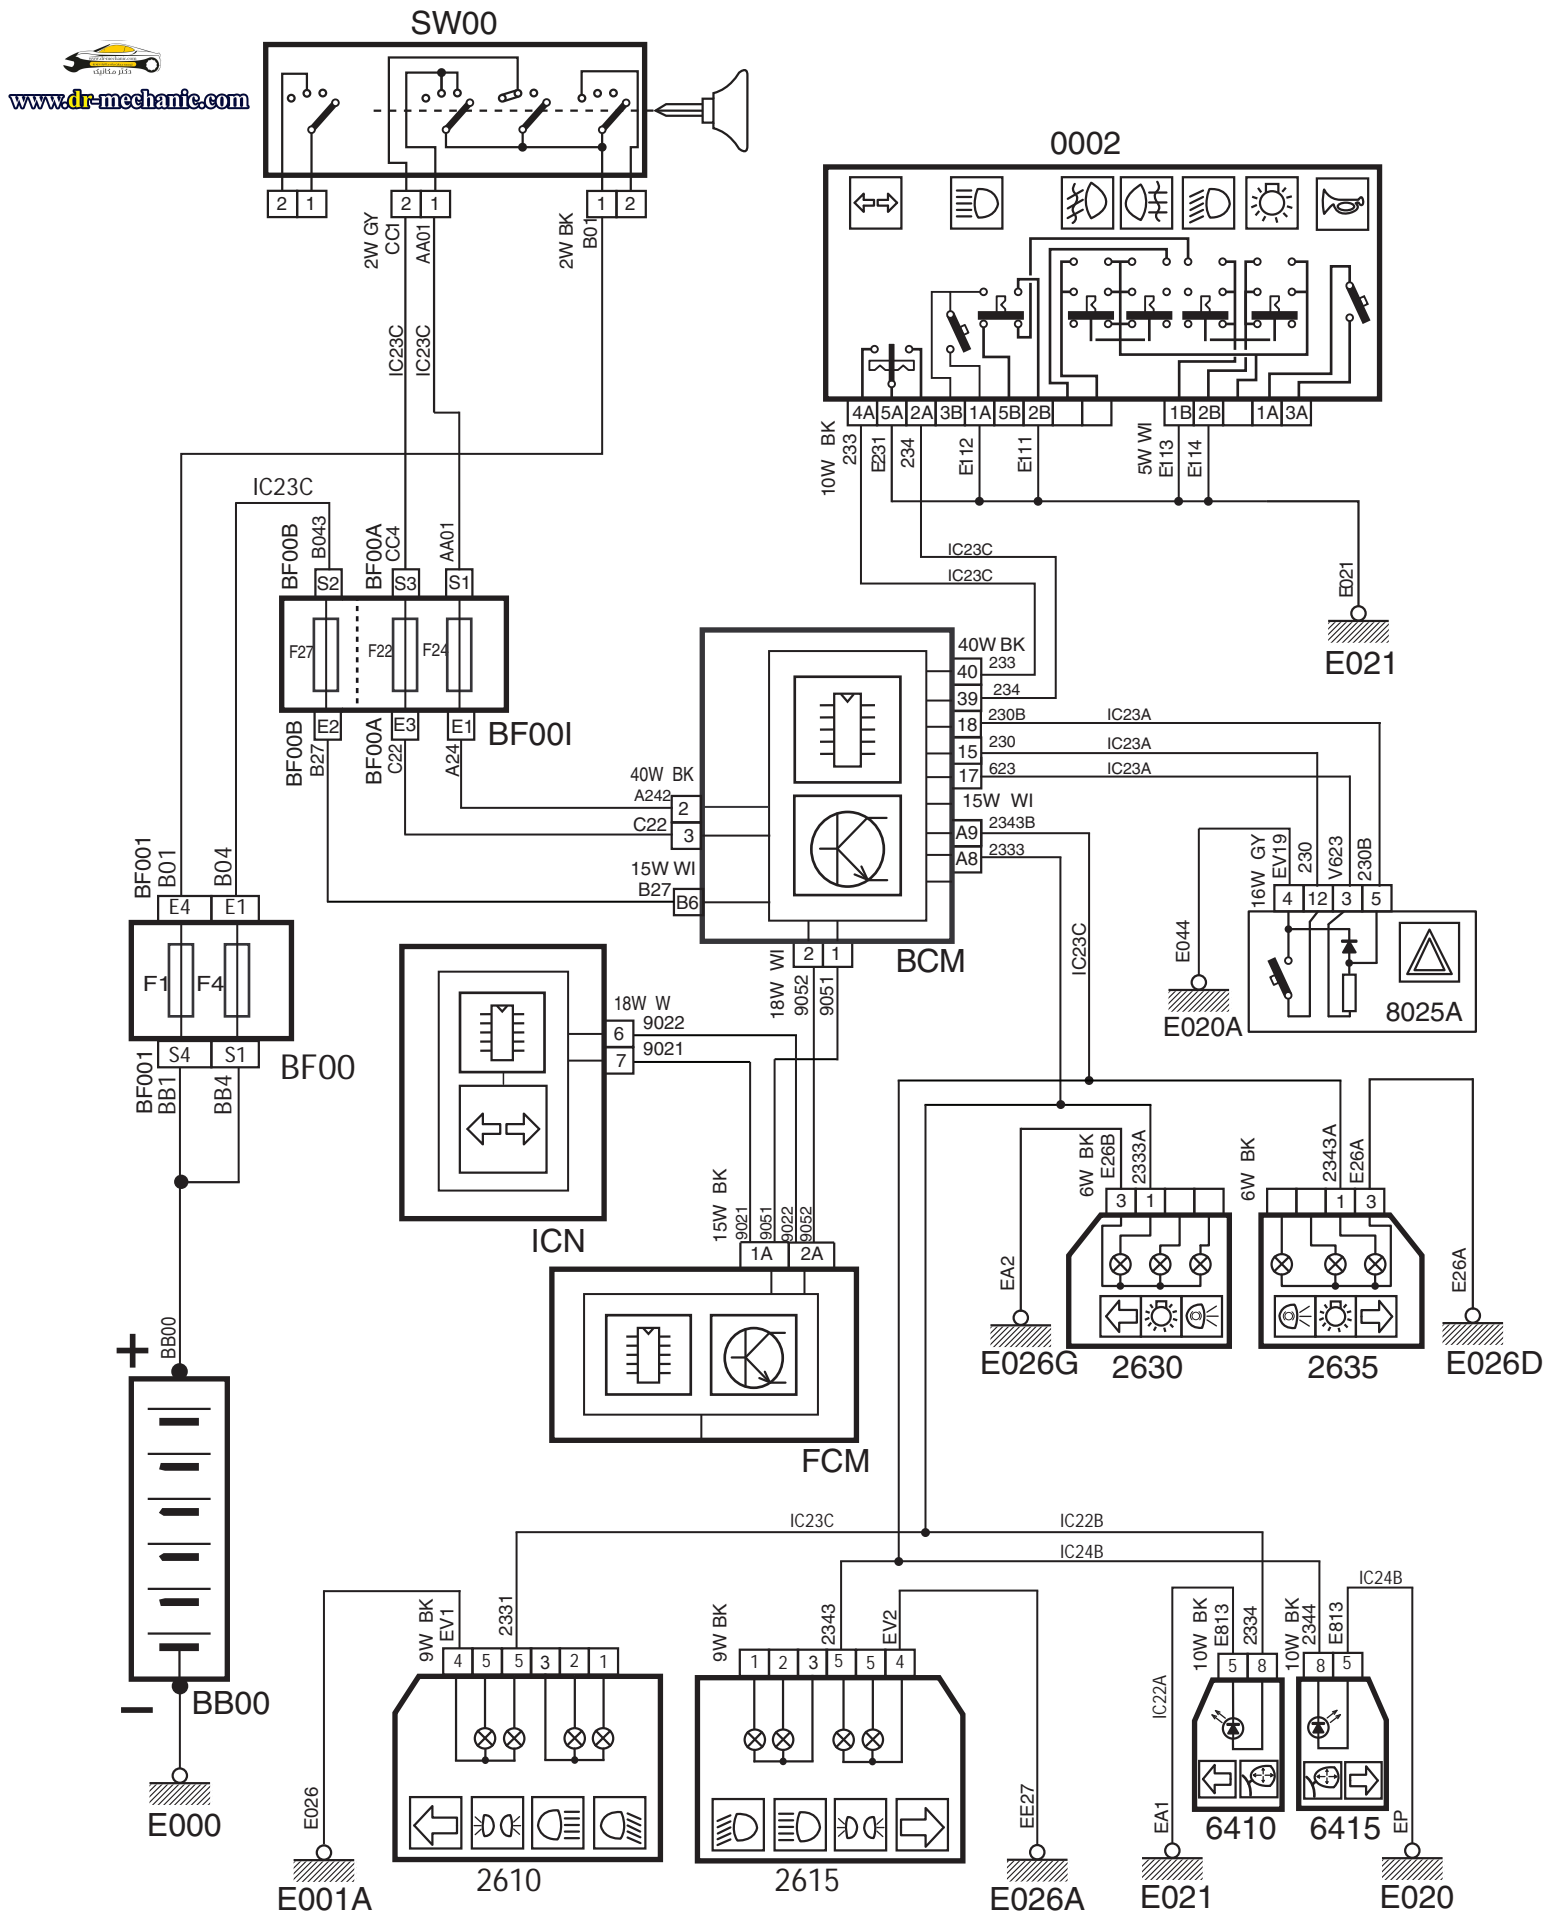 SW00
دکتر مکانیک
www.dr-mechanic.com
2 1 2 1 1 2
2W GY
CC1
AA01
2W BK
B01
IC23C
IC23C
0002
4A 5A 2A 3B 1A 5B 2B 1B 2B 1A 3A
10W BK
233
E231
234
E112
E111
5W WI
E113
E114
IC23C
IC23C
E021
E021
IC23C
BF00B
B043
BF00A
CC4
AA01
S2 S3 S1
F27 F22 F24
E2 E3 E1
BF00I
BF00B
B27
BF00A
C22
A24
40W BK
A242
2
C22
3
15W WI
B27
B6
40W BK
40 233
39 234
18 230B IC23A
15 230 IC23A
17 623 IC23A
15W WI
A9 2343B
A8 2333
BCM
2 1
18W WI
9052
9051
IC23C
16W GY
EV19
230
V623
230B
4 12 3 5
8025A
E044
E020A
BF001
B01
B04
E4 E1
F1 F4
S4 S1
BF00
BF001
BB1
BB4
BB00
+
BB00
–
E000
18W W
6 9022
7 9021
ICN
15W BK
9021
9051
9022
9052
1A 2A
FCM
6W BK
E26B
2333A
3 1
2630
EA2
E026G
6W BK
2343A
E26A
1 3
2635
E26A
E026D
IC23C IC22B
IC24B
IC24B
9W BK
EV1
2331
4 5 5 3 2 1
2610
E026
E001A
9W BK
2343
EV2
1 2 3 5 5 4
2615
EE27
E026A
10W BK
E813
2334
5 8
6410
IC22A
EA1
E021
10W BK
2344
E813
8 5
6415
EP
E020